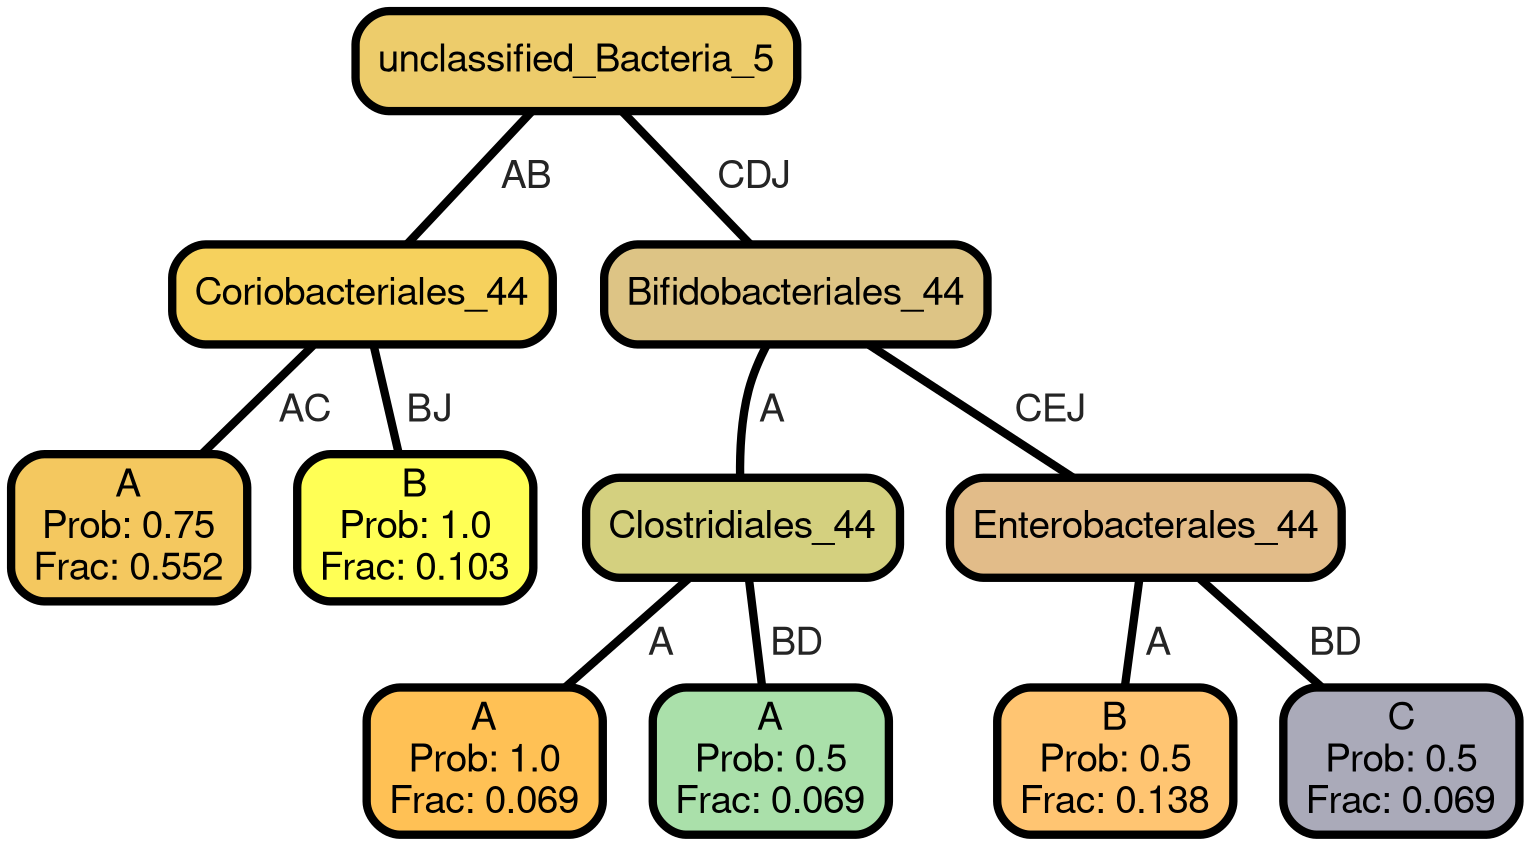 unclassified_Bacteria_5
AB
CDJ
Coriobacteriales_44
Bifidobacteriales_44
AC
BJ
A
CEJ
A
Prob: 0.75
Frac: 0.552
B
Prob: 1.0
Frac: 0.103
Clostridiales_44
Enterobacterales_44
A
BD
A
BD
A
Prob: 1.0
Frac: 0.069
A
Prob: 0.5
Frac: 0.069
B
Prob: 0.5
Frac: 0.138
C
Prob: 0.5
Frac: 0.069